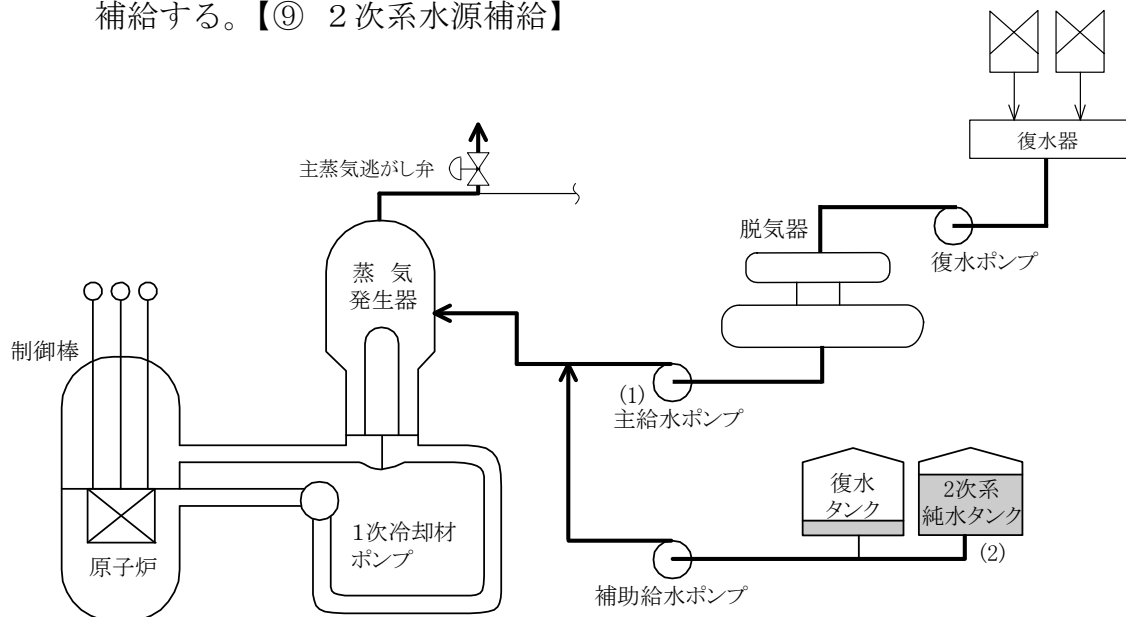 補給する。【⑨ 2次系水源補給】
復水器
主蒸気逃がし弁
脱気器
復水ポンプ
蒸 気
発生器
制御棒
(1)
主給水ポンプ
復水
タンク
2次系
純水タンク
(2)
1次冷却材
ポンプ
原子炉
補助給水ポンプ